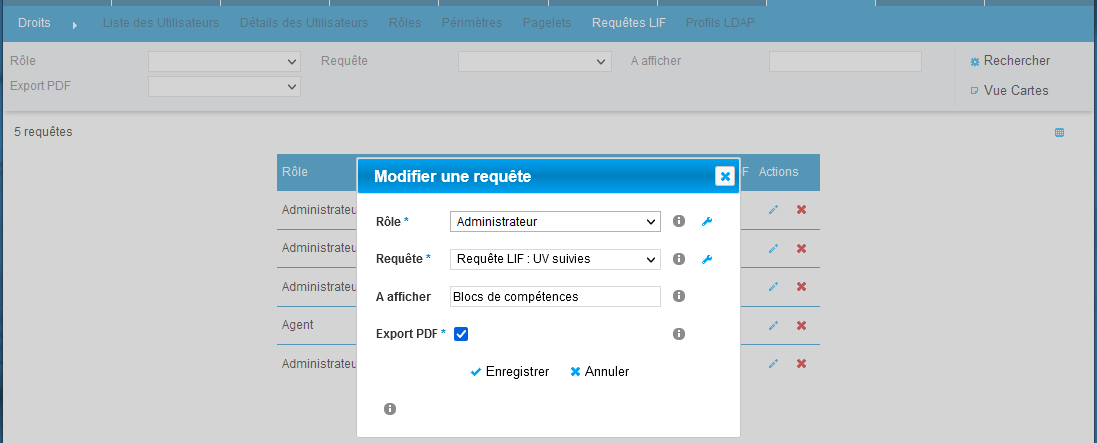 Droits Liste des Utilisateurs Détails des Utilisateurs Rôles Périmètres Pagelets Requêtes LIF Profils LDAP
Rôle Requête A afficher Rechercher
Export PDF Vue Cartes
5 requêtes
Rôle F Actions
Administrateu
Administrateu
Administrateu
Agent
Administrateu
Modifier une requête
Rôle * Administrateur
Requête * Requête LIF : UV suivies
A afficher Blocs de compétences
Export PDF *
Enregistrer Annuler